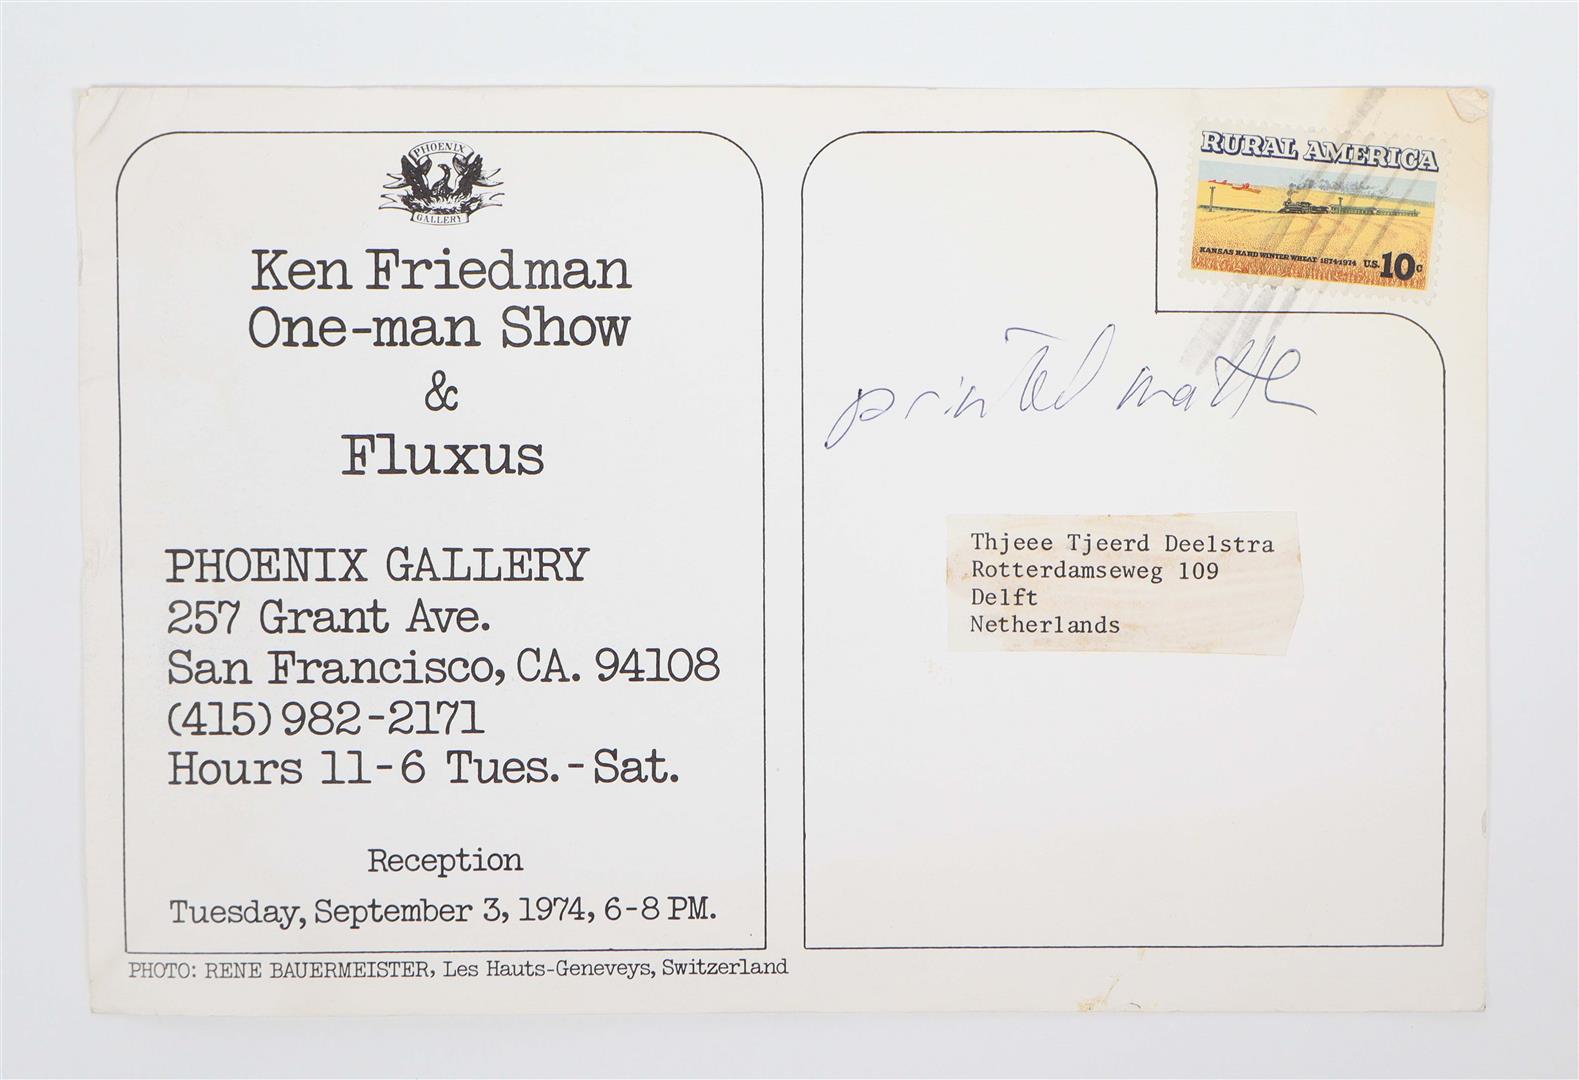 PHOENIX
GALLERY
Ken Friedman
One-man Show
&
Fluxus
PHOENIX GALLERY
257 Grant Ave.
San Francisco, CA. 94108
(415) 982-2171
Hours 11-6 Tues.-Sat.
Reception
Tuesday, September 3, 1974, 6-8 PM.
PHOTO: RENE BAUERMEISTER, Les Hauts-Geneveys, Switzerland
RURAL AMERICA
KANSAS HARD WINTER WHEAT 1874-1974 U.S. 10c
printed matter
Thjeee Tjeerd Deelstra
Rotterdamseweg 109
Delft
Netherlands